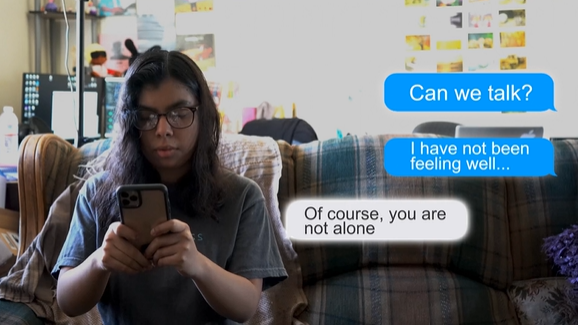 Can we talk?
I have not been
feeling well...
Of course, you are
not alone